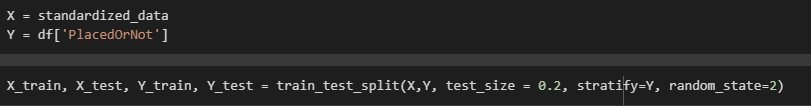 X = standardized_data
Y = df['PlacedOrNot']
X_train, X_test, Y_train, Y_test = train_test_split(X,Y, test_size = 0.2, stratify=Y, random_state=2)